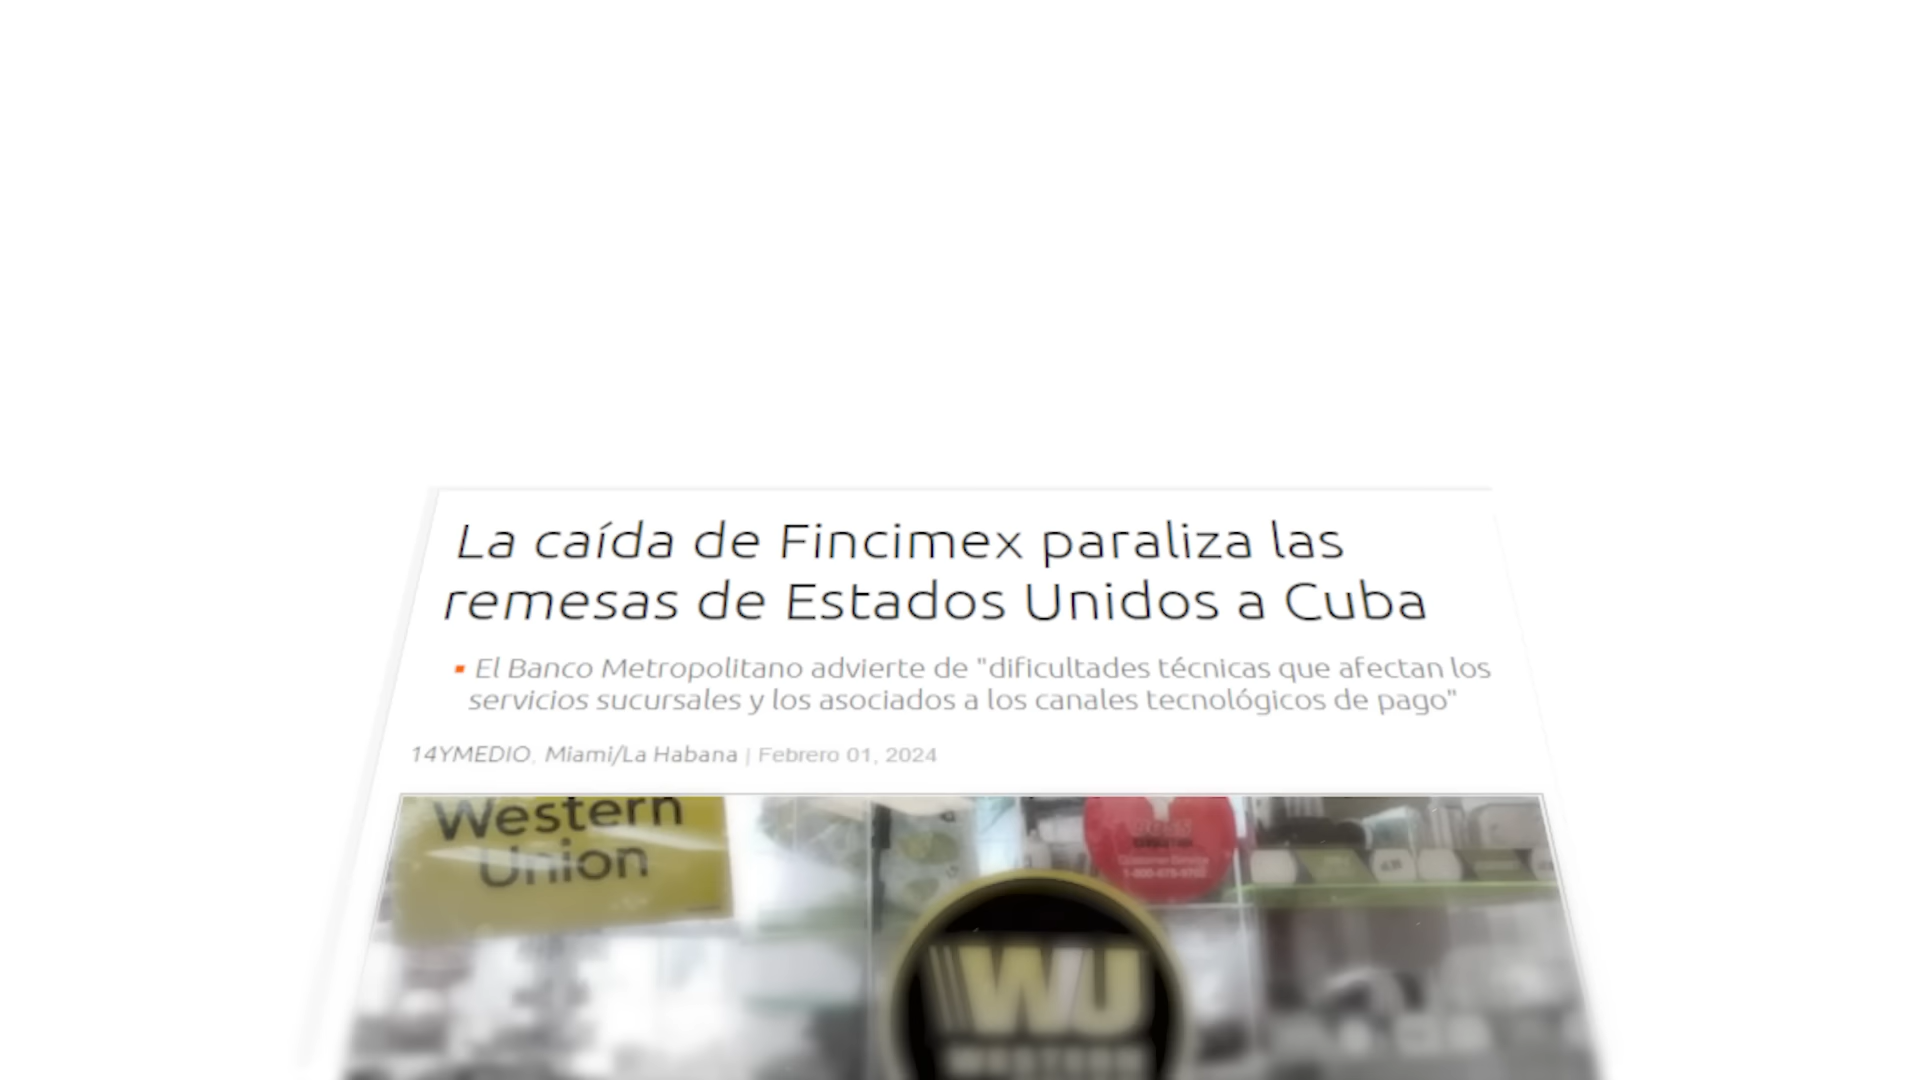 La caída de Fincimex paraliza las
remesas de Estados Unidos a Cuba
El Banco Metropolitano advierte de "dificultades técnicas que afectan los
servicios sucursales y los asociados a los canales tecnológicos de pago"
14YMEDIO, Miami/La Habana | Febrero 01, 2024
Western
Union
WU
WESTERN